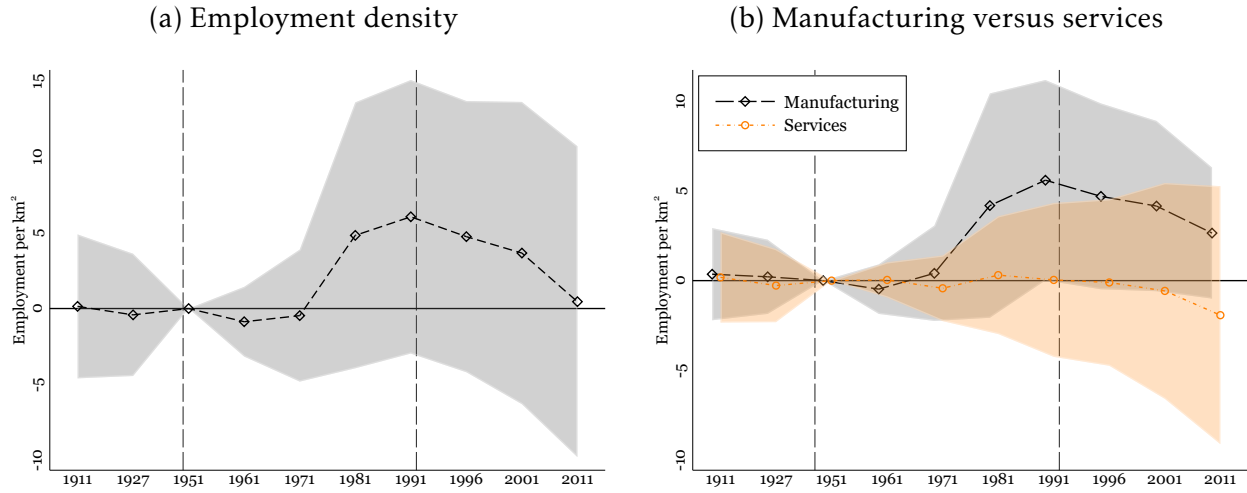 (a) Employment density
(b) Manufacturing versus services
Employment per km²
15
10
5
0
-5
-10
1911 1927 1951 1961 1971 1981 1991 1996 2001 2011
Employment per km²
10
5
0
-5
-10
Manufacturing
Services
1911 1927 1951 1961 1971 1981 1991 1996 2001 2011